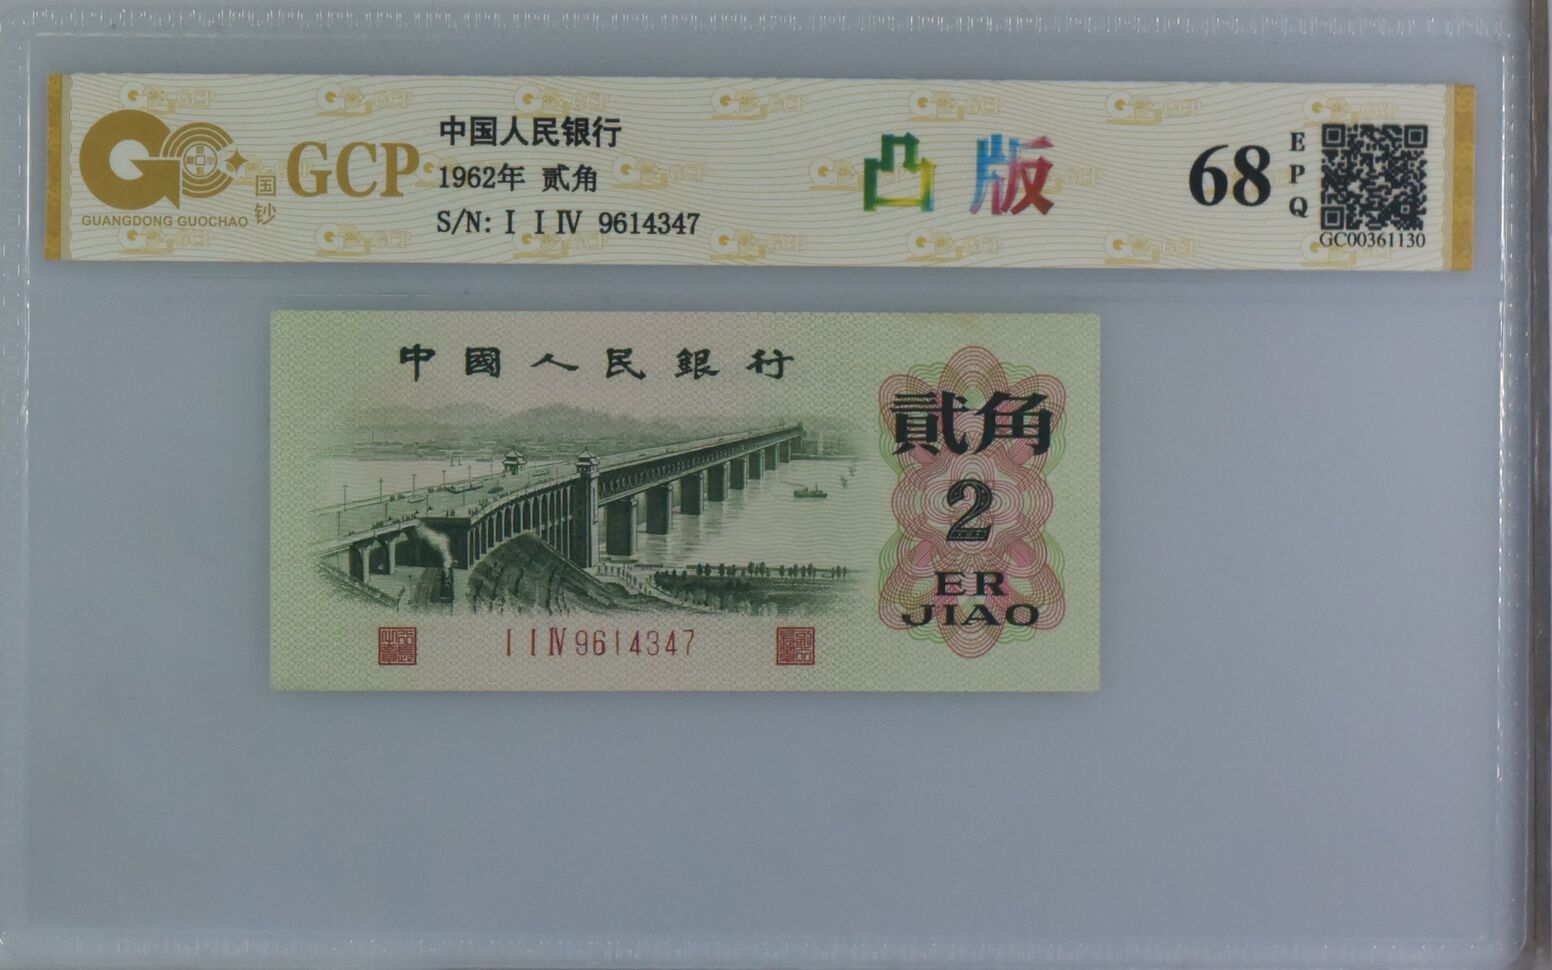 GCP
国钞
GUANGDONG GUOCHAO
中国人民银行
1962年 贰角
S/N: I I IV 9614347
凸版
68
EPQ
GC00361130
中國人民銀行
貳角
2
ER
JIAO
I I IV 9614347